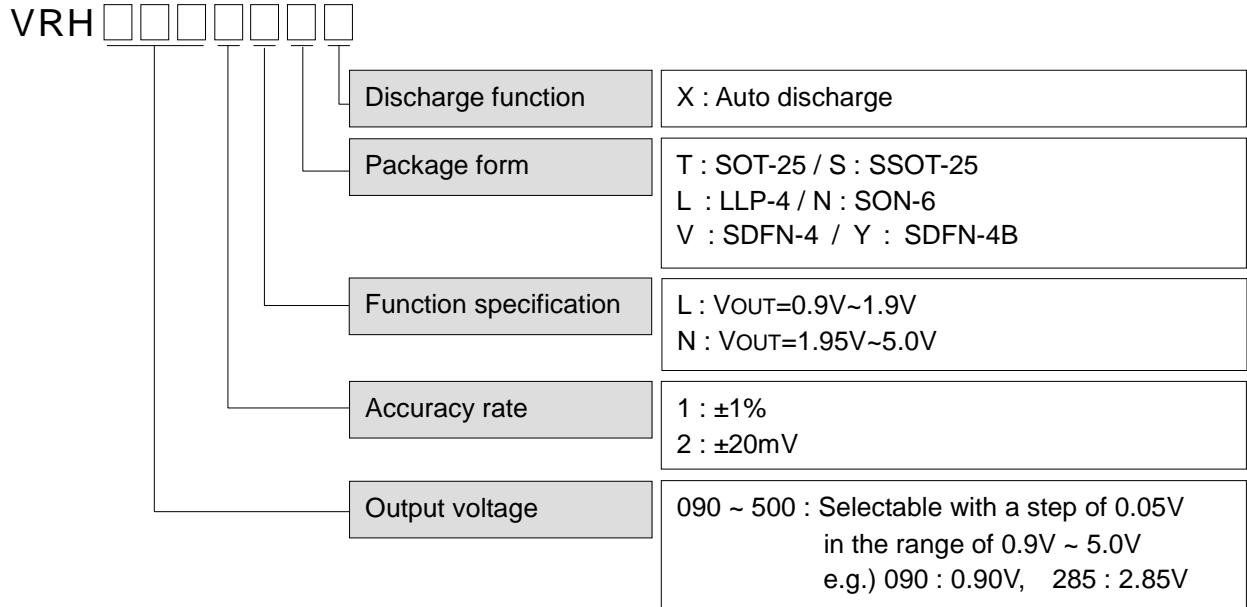 VRH
Discharge function
X : Auto discharge
Package form
T : SOT-25 / S : SSOT-25
L : LLP-4 / N : SON-6
V : SDFN-4 / Y : SDFN-4B
Function specification
L : VOUT=0.9V~1.9V
N : VOUT=1.95V~5.0V
Accuracy rate
1 : ±1%
2 : ±20mV
Output voltage
090 ~ 500 : Selectable with a step of 0.05V
in the range of 0.9V ~ 5.0V
e.g.) 090 : 0.90V, 285 : 2.85V